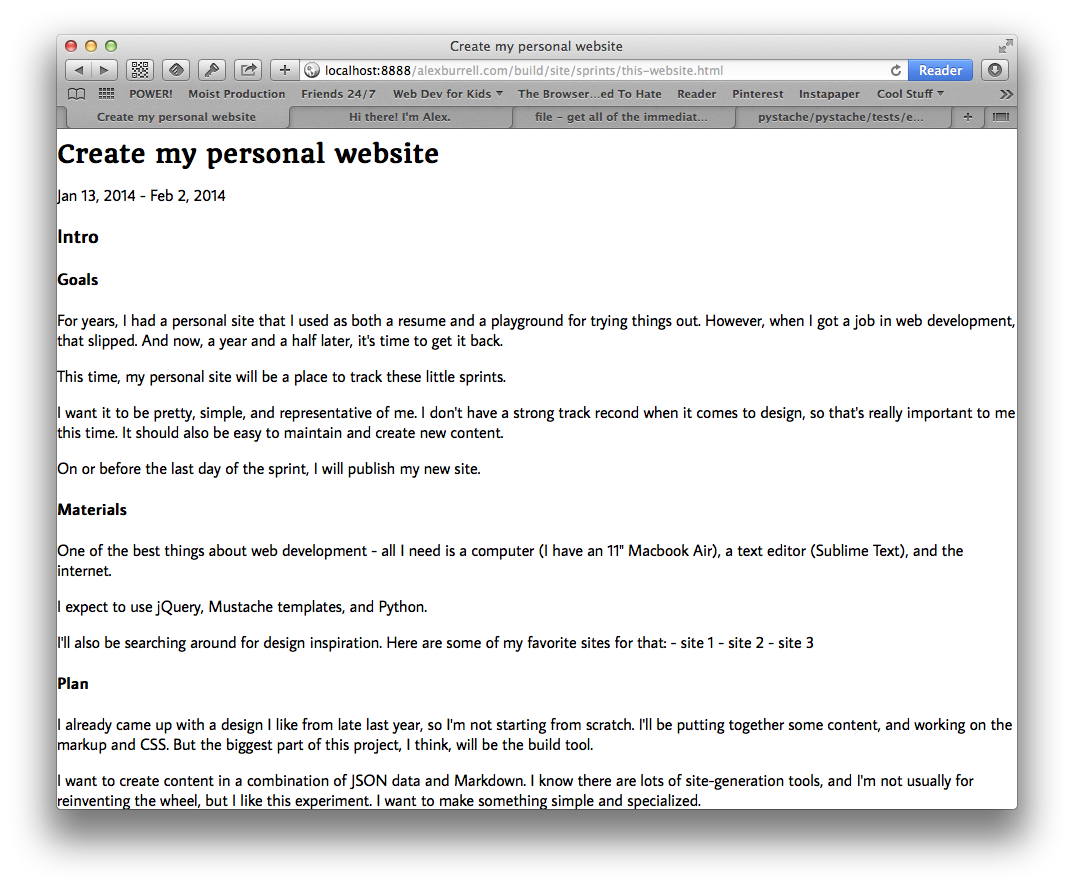 Create my personal website
localhost:8888/alexburrell.com/build/site/sprints/this-website.html
Reader
POWER! Moist Production Friends 24/7 Web Dev for Kids The Browser...ed To Hate Reader Pinterest Instapaper Cool Stuff
Create my personal website Hi there! I'm Alex. file - get all of the immediat... pystache/pystache/tests/e...
Create my personal website
Jan 13, 2014 - Feb 2, 2014
Intro
Goals
For years, I had a personal site that I used as both a resume and a playground for trying things out. However, when I got a job in web development,
that slipped. And now, a year and a half later, it's time to get it back.
This time, my personal site will be a place to track these little sprints.
I want it to be pretty, simple, and representative of me. I don't have a strong track recond when it comes to design, so that's really important to me
this time. It should also be easy to maintain and create new content.
On or before the last day of the sprint, I will publish my new site.
Materials
One of the best things about web development - all I need is a computer (I have an 11" Macbook Air), a text editor (Sublime Text), and the
internet.
I expect to use jQuery, Mustache templates, and Python.
I'll also be searching around for design inspiration. Here are some of my favorite sites for that: - site 1 - site 2 - site 3
Plan
I already came up with a design I like from late last year, so I'm not starting from scratch. I'll be putting together some content, and working on the
markup and CSS. But the biggest part of this project, I think, will be the build tool.
I want to create content in a combination of JSON data and Markdown. I know there are lots of site-generation tools, and I'm not usually for
reinventing the wheel, but I like this experiment. I want to make something simple and specialized.